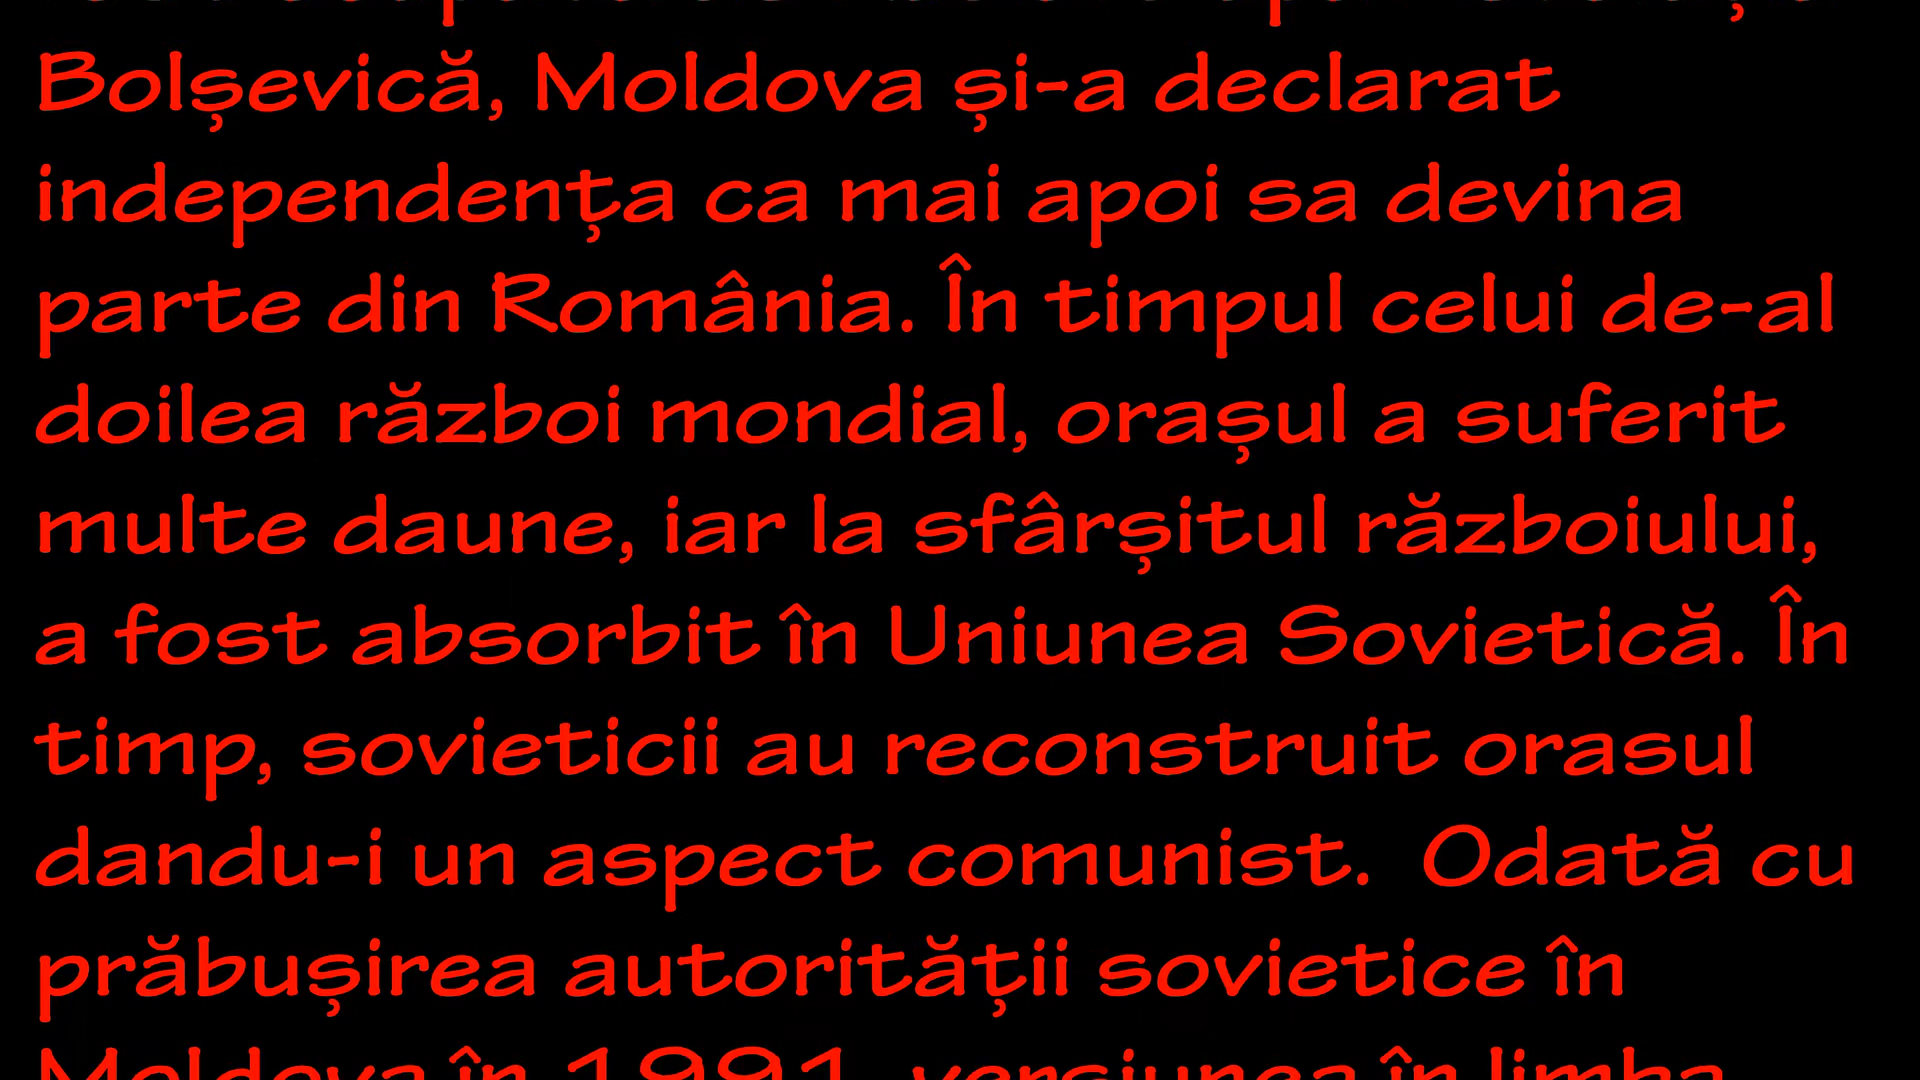 Bolșevică, Moldova și-a declarat
independența ca mai apoi sa devina
parte din România. În timpul celui de-al
doilea război mondial, orașul a suferit
multe daune, iar la sfârșitul războiului,
a fost absorbit în Uniunea Sovietică. În
timp, sovieticii au reconstruit orasul
dandu-i un aspect comunist.  Odată cu
prăbușirea autorității sovietice în
Moldova în 1991, versiunea în limba